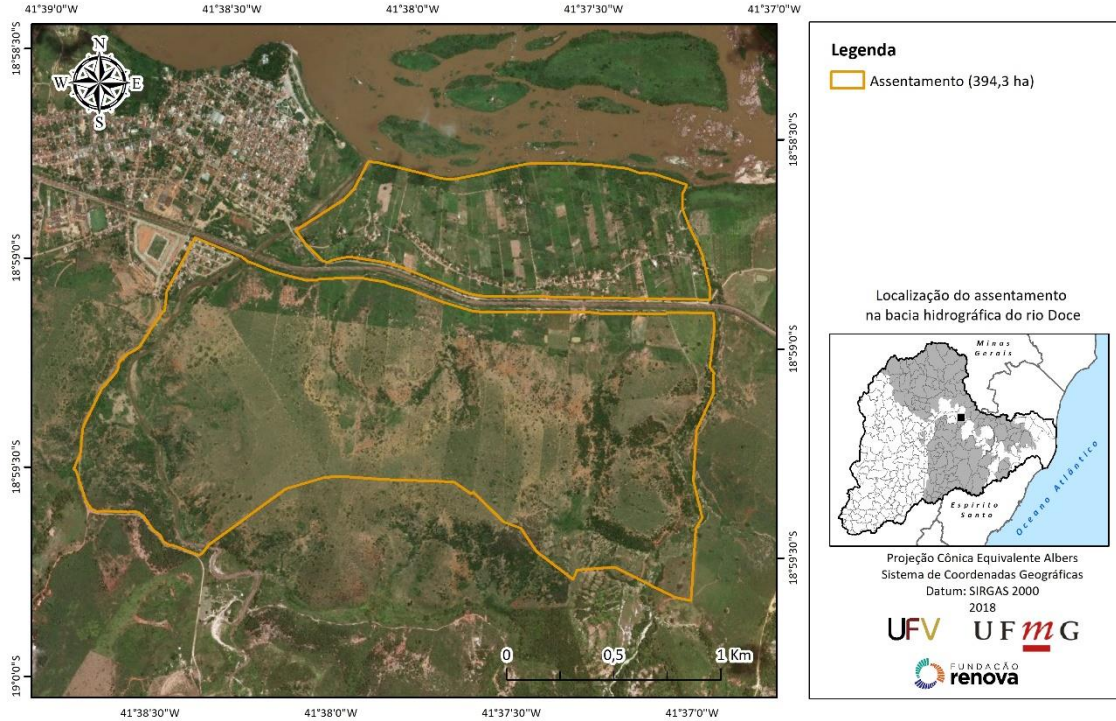 41°39'0"W 41°38'30"W 41°38'0"W 41°37'30"W 41°37'0"W
18°58'30"S
18°59'0"S
18°59'30"S
19°0'0"S
N
W E
S
18°58'30"S
18°59'0"S
18°59'30"S
0 0,5 1 Km
41°38'30"W 41°38'0"W 41°37'30"W 41°37'0"W
Legenda
Assentamento (394,3 ha)
Localização do assentamento
na bacia hidrográfica do rio Doce
Minas
Gerais
Espírito
Santo
Oceano Atlântico
Projeção Cônica Equivalente Albers
Sistema de Coordenadas Geográficas
Datum: SIRGAS 2000
2018
UFV UFmG
FUNDAÇÃO
renova